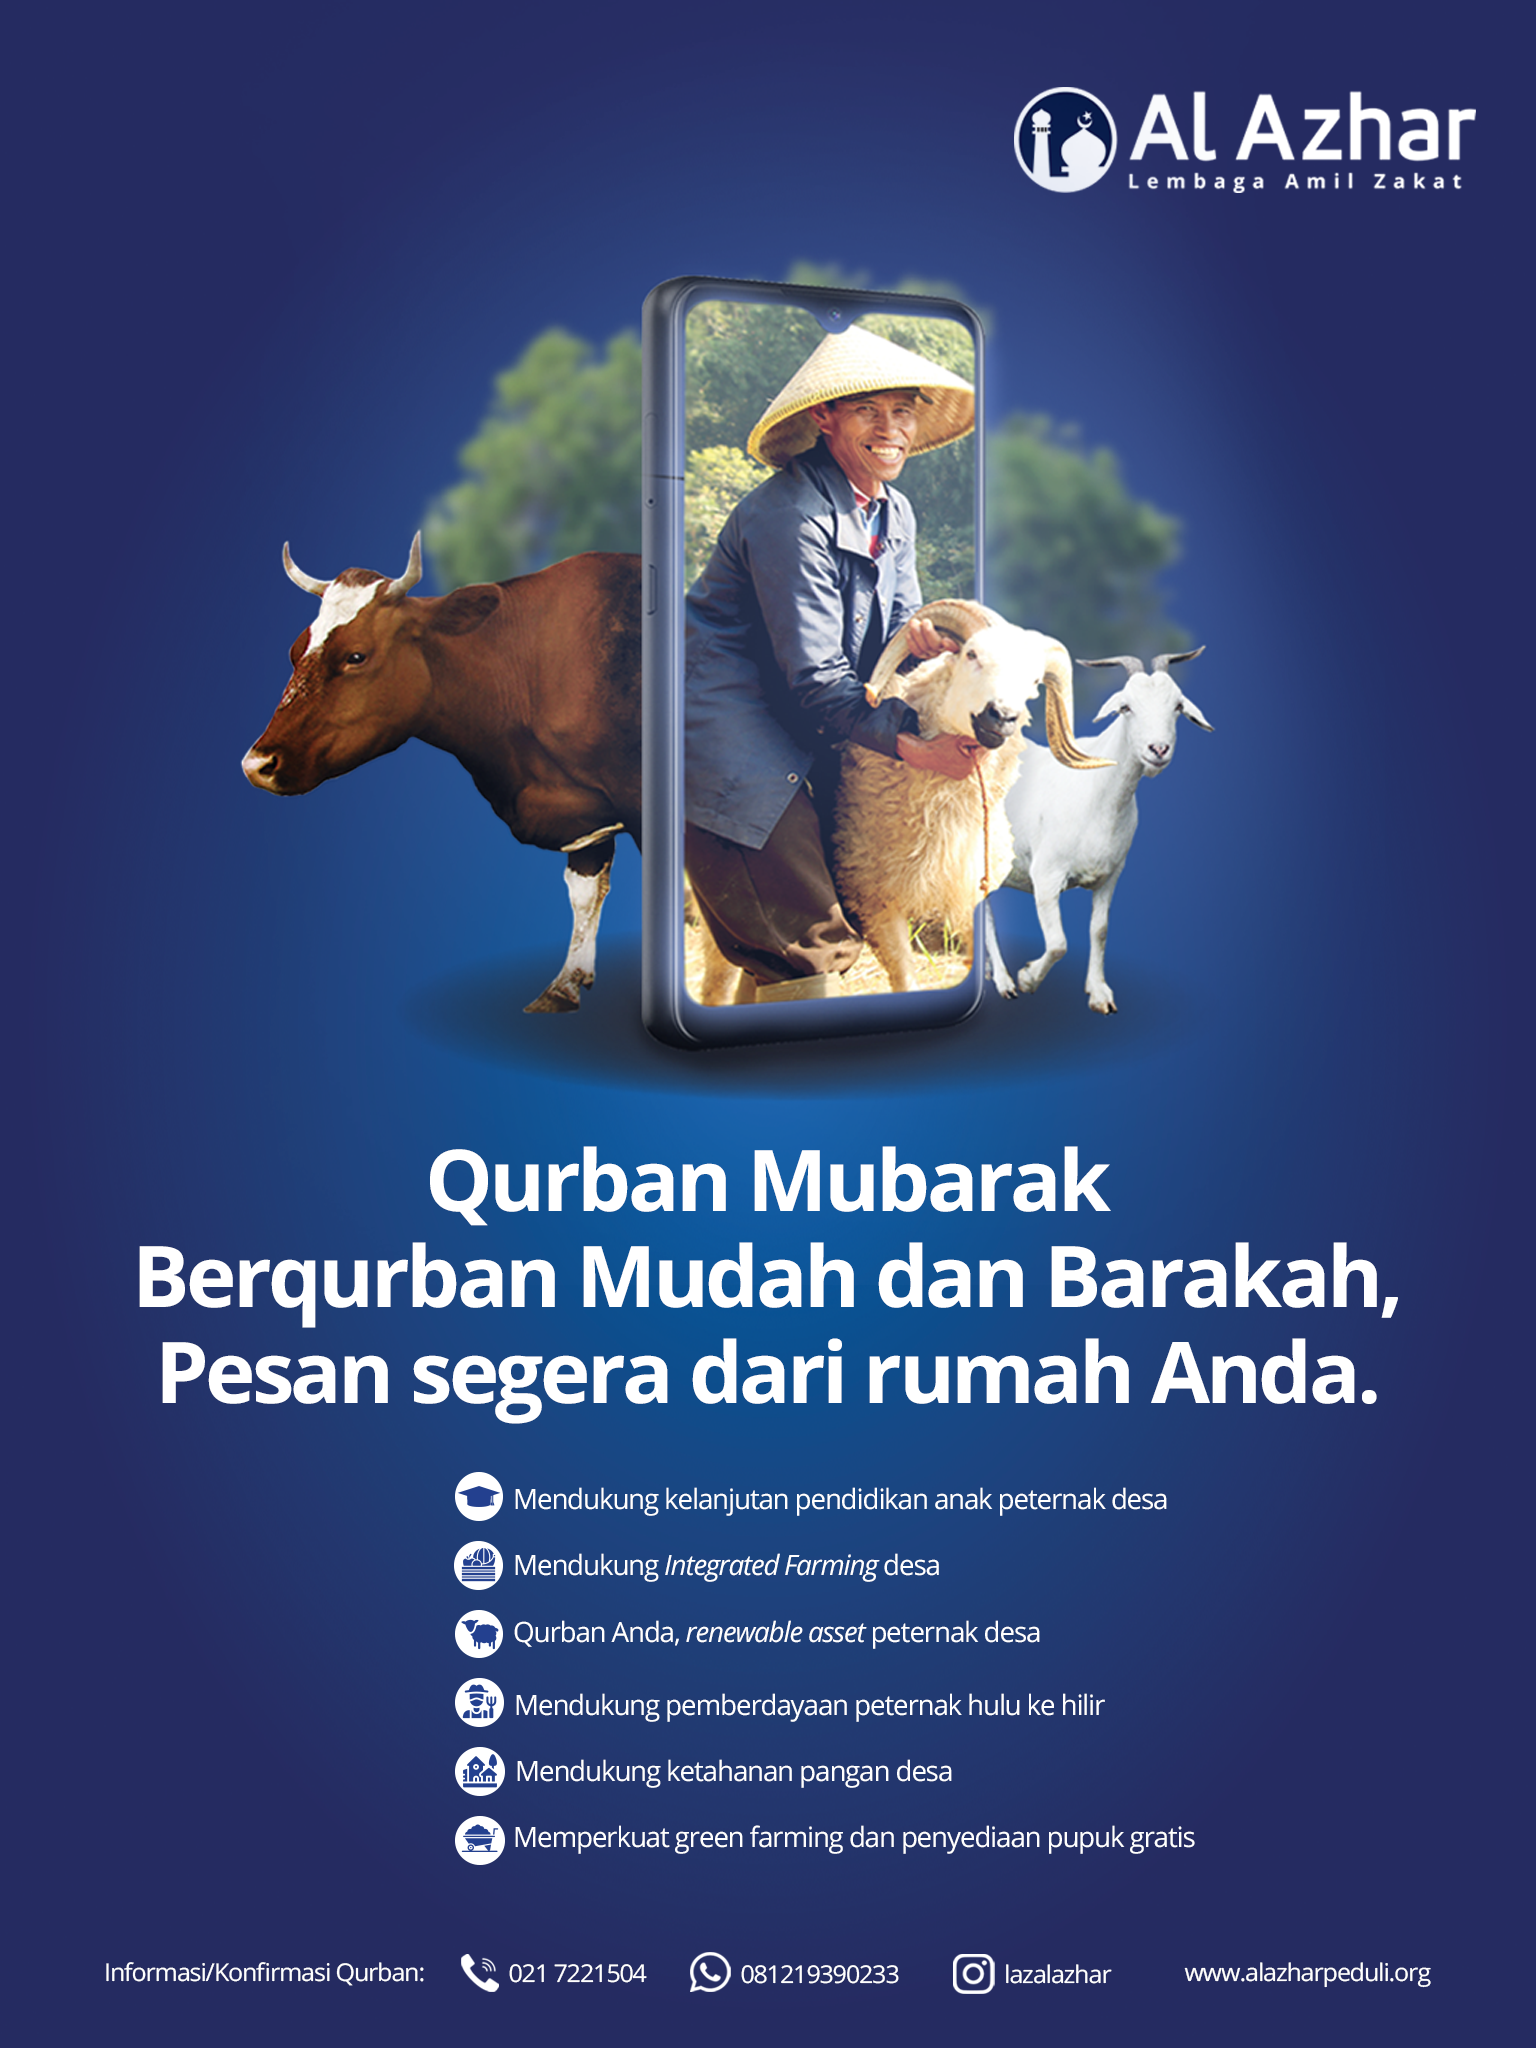 Al Azhar
Lembaga Amil Zakat
Qurban Mubarak
Berqurban Mudah dan Barakah,
Pesan segera dari rumah Anda.
Mendukung kelanjutan pendidikan anak peternak desa
Mendukung Integrated Farming desa
Qurban Anda, renewable asset peternak desa
Mendukung pemberdayaan peternak hulu ke hilir
Mendukung ketahanan pangan desa
Memperkuat green farming dan penyediaan pupuk gratis
Informasi/Konfirmasi Qurban: 021 7221504 081219390233 lazalazhar www.alazharpeduli.org